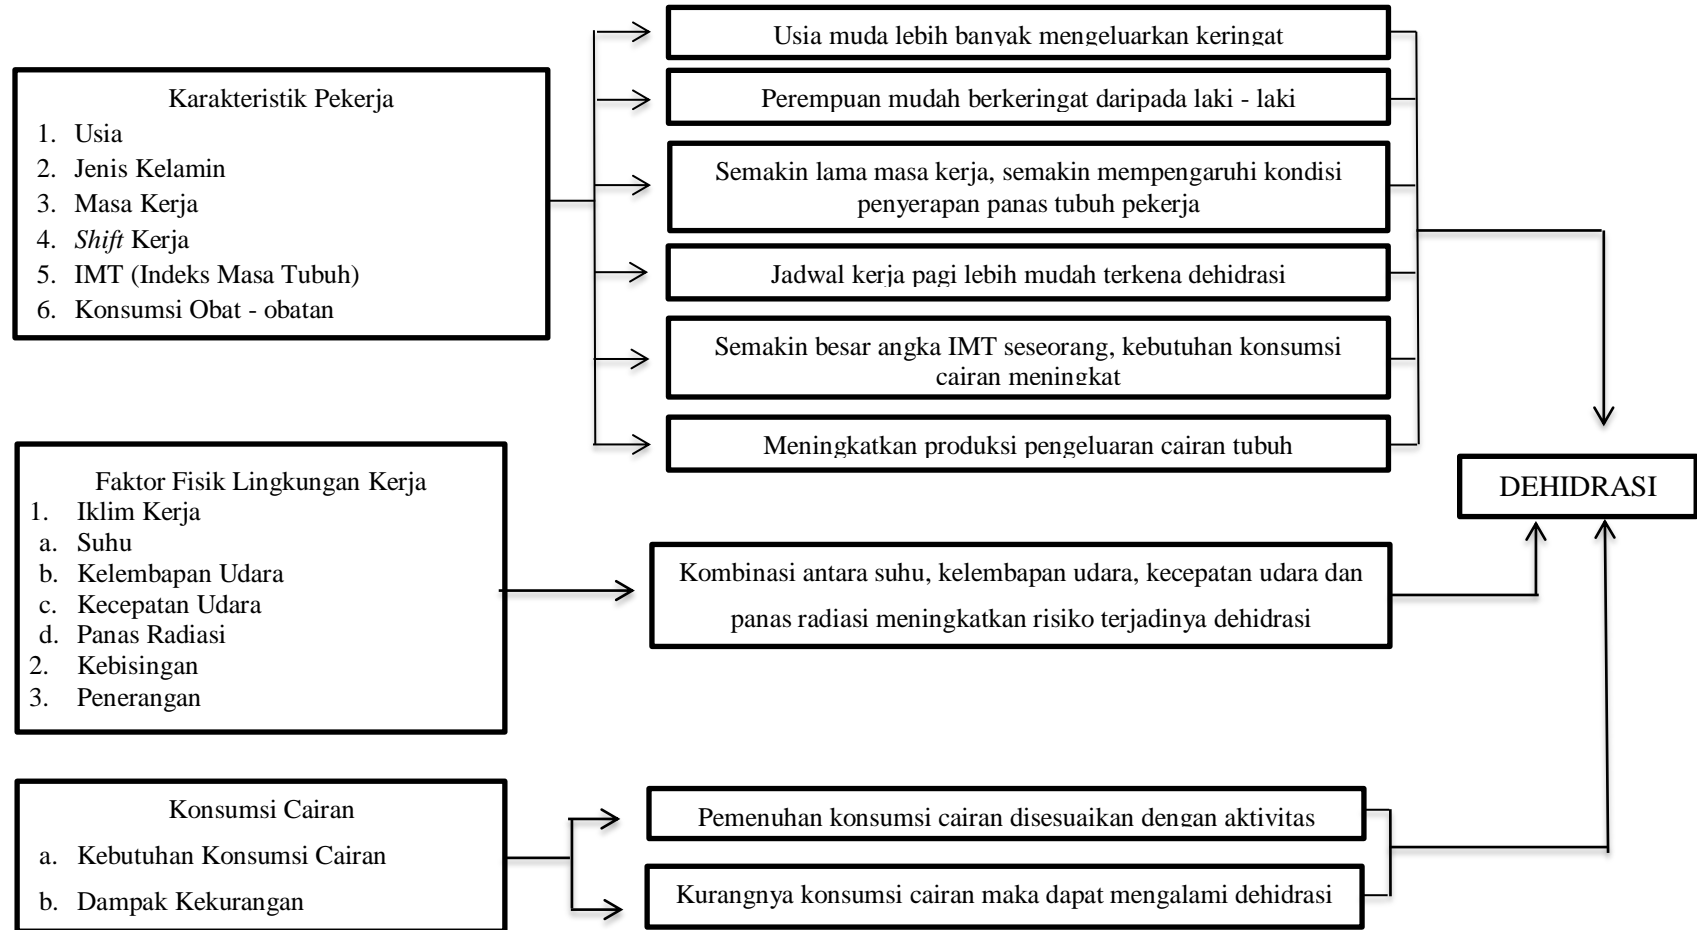 Karakteristik Pekerja
1. Usia
2. Jenis Kelamin
3. Masa Kerja
4. Shift Kerja
5. IMT (Indeks Masa Tubuh)
6. Konsumsi Obat - obatan
Usia muda lebih banyak mengeluarkan keringat
Perempuan mudah berkeringat daripada laki - laki
Semakin lama masa kerja, semakin mempengaruhi kondisi
penyerapan panas tubuh pekerja
Jadwal kerja pagi lebih mudah terkena dehidrasi
Semakin besar angka IMT seseorang, kebutuhan konsumsi
cairan meningkat
Meningkatkan produksi pengeluaran cairan tubuh
Faktor Fisik Lingkungan Kerja
1. Iklim Kerja
a. Suhu
b. Kelembapan Udara
c. Kecepatan Udara
d. Panas Radiasi
2. Kebisingan
3. Penerangan
Kombinasi antara suhu, kelembapan udara, kecepatan udara dan
panas radiasi meningkatkan risiko terjadinya dehidrasi
DEHIDRASI
Konsumsi Cairan
a. Kebutuhan Konsumsi Cairan
b. Dampak Kekurangan
Pemenuhan konsumsi cairan disesuaikan dengan aktivitas
Kurangnya konsumsi cairan maka dapat mengalami dehidrasi